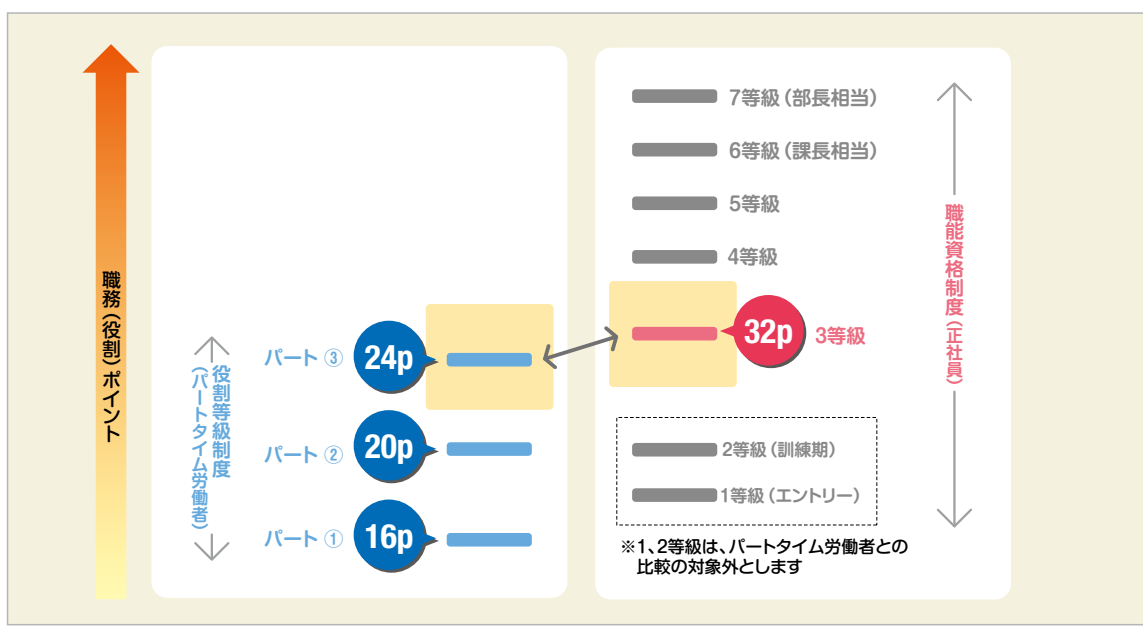 職務(役割)ポイント
役割等級制度
(パートタイム労働者)
パート ③
24p
パート ②
20p
パート ①
16p
7等級(部長相当)
6等級(課長相当)
5等級
4等級
32p
3等級
2等級(訓練期)
1等級(エントリー)
※1、2等級は、パートタイム労働者との
比較の対象外とします
職能資格制度(正社員)